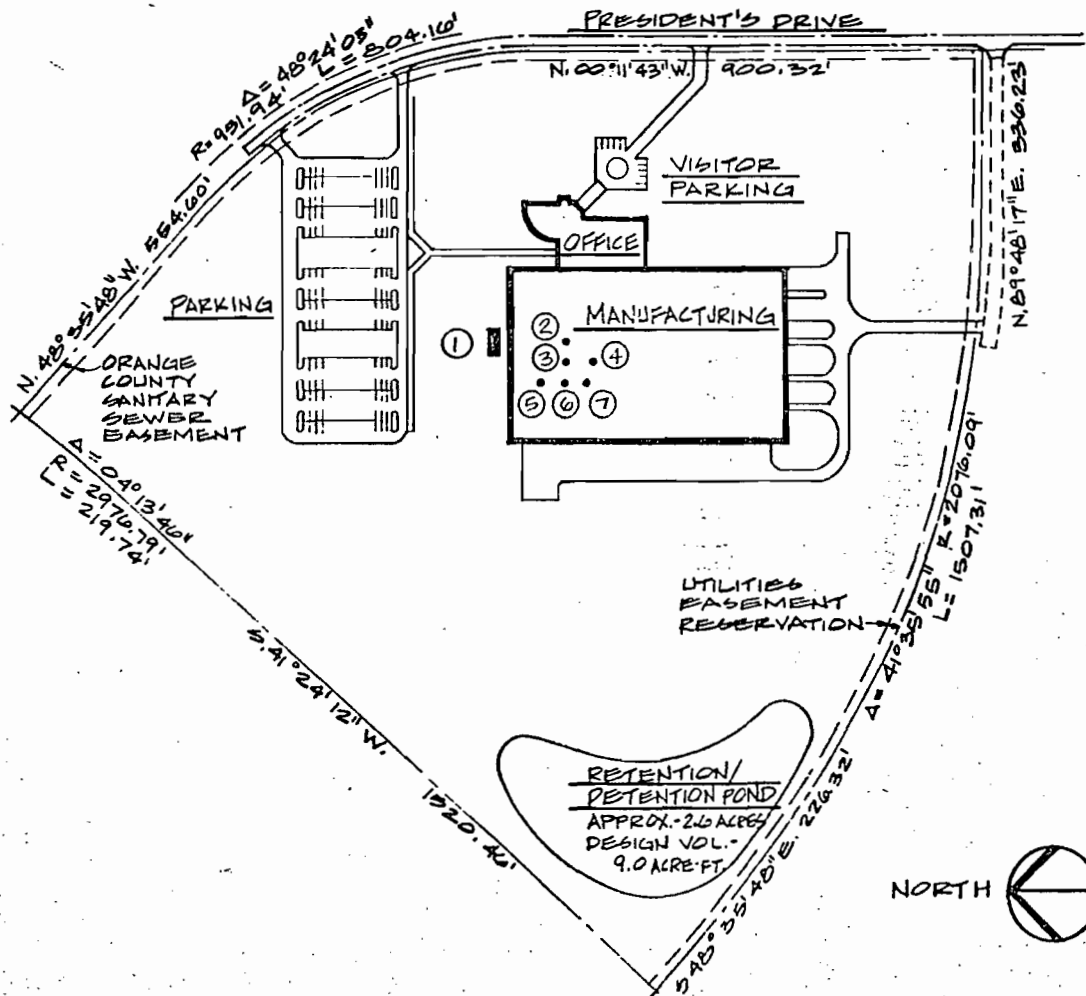 PRESIDENT'S DRIVE
Δ= 48°24'05"
L= 804.16'
R= 951.94'
N. 00°11'43" W. 900.32'
N. 89°48'17" E. 336.23'
VISITOR
PARKING
OFFICE
N. 48°35'48" W. 554.60'
PARKING
MANUFACTURING
1
2
3
4
5
6
7
ORANGE
COUNTY
SANITARY
SEWER
EASEMENT
Δ= 04°13'46"
R= 2976.79'
L= 219.74'
UTILITIES
EASEMENT
RESERVATION
Δ= 41°35'55" R=2076.09'
L= 1507.31'
S. 41°24'12" W.
1520.46'
RETENTION/
DETENTION POND
APPROX.-2.6 ACRES
DESIGN VOL.-
9.0 ACRE-FT.
S 48°35'48" E. 226.32'
NORTH